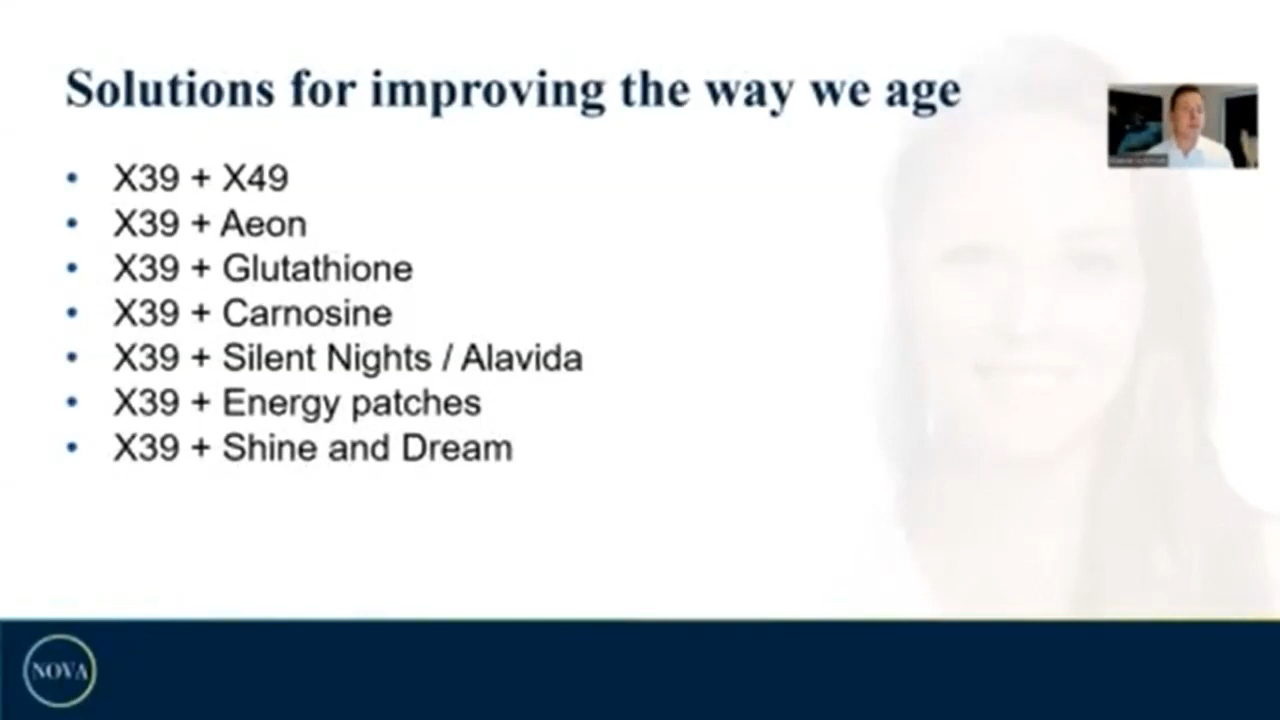 Solutions for improving the way we age
• X39 + X49
• X39 + Aeon
• X39 + Glutathione
• X39 + Carnosine
• X39 + Silent Nights / Alavida
• X39 + Energy patches
• X39 + Shine and Dream
NOVA